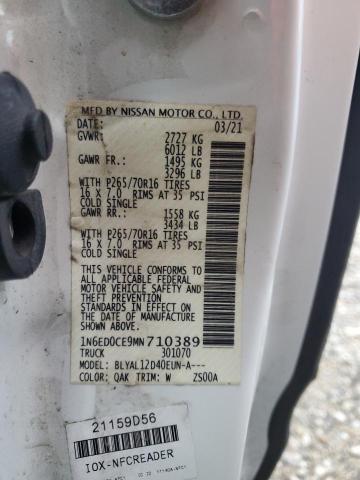 MFD BY NISSAN MOTOR CO., LTD.
DATE: 03/21
GVWR: 2727 KG
6012 LB
GAWR FR: 1495 KG
3296 LB
WITH P265/70R16 TIRES
16 X 7.0 RIMS AT 35 PSI
COLD SINGLE
GAWR RR: 1558 KG
3434 LB
WITH P265/70R16 TIRES
16 X 7.0 RIMS AT 35 PSI
COLD SINGLE
THIS VEHICLE CONFORMS TO ALL
APPLICABLE FEDERAL MOTOR
VEHICLE SAFETY STANDARDS
IN EFFECT ON THE DATE OF
MANUFACTURE SHOWN ABOVE.
1N6ED0CE9MN710389
TRUCK 301070
MODEL: BLYAL12D40EUN-A---
COLOR: QAK TRIM: W ZS00A
21159D56
IOX-NFCREADER